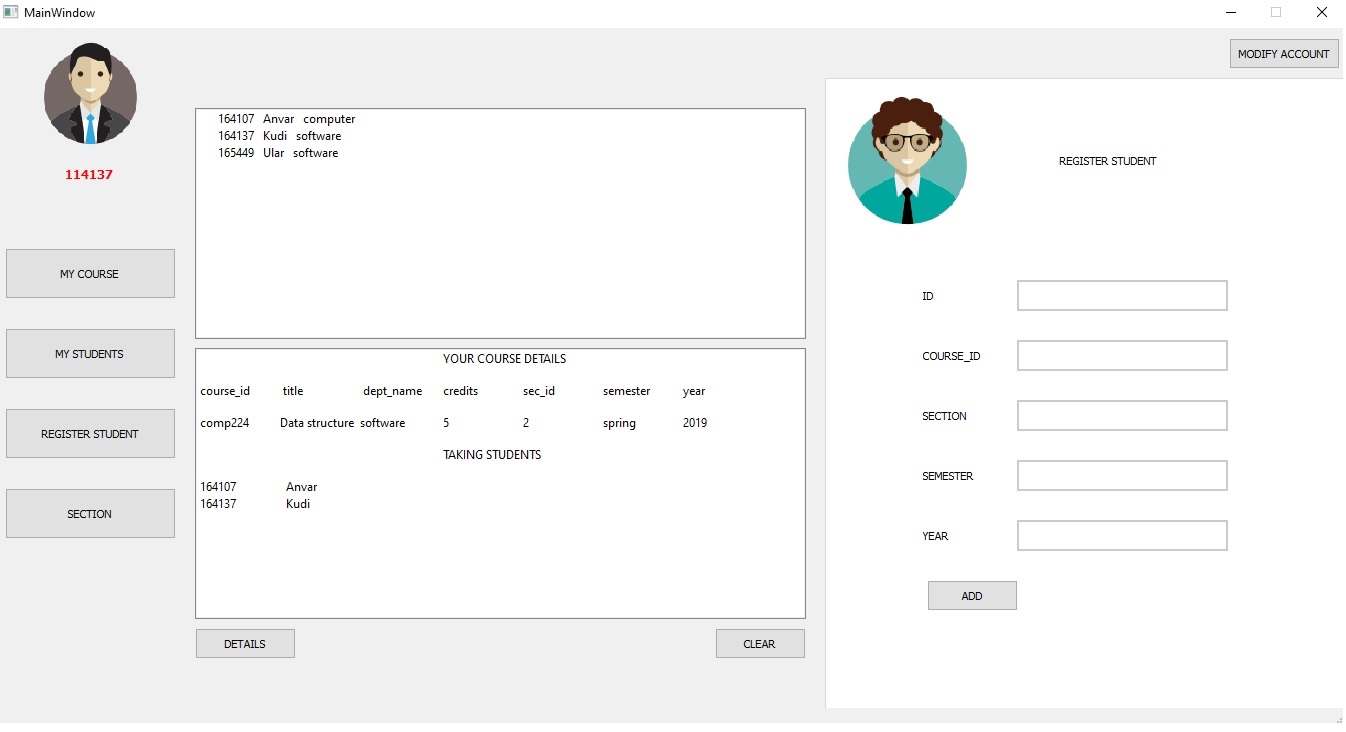 MainWindow
MODIFY ACCOUNT
114137
MY COURSE
MY STUDENTS
REGISTER STUDENT
SECTION
164107 Anvar computer
164137 Kudi software
165449 Ular software
YOUR COURSE DETAILS
course_id title dept_name credits sec_id semester year
comp224 Data structure software 5 2 spring 2019
TAKING STUDENTS
164107 Anvar
164137 Kudi
DETAILS
CLEAR
REGISTER STUDENT
ID
COURSE_ID
SECTION
SEMESTER
YEAR
ADD